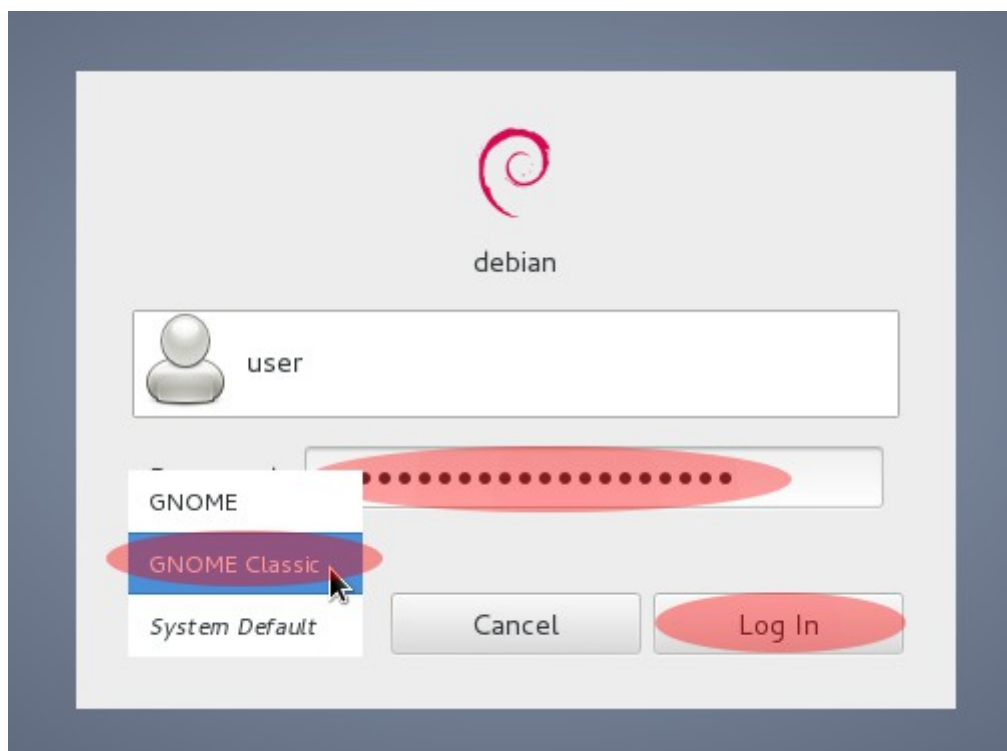 debian
user
GNOME
GNOME Classic
System Default
Cancel
Log In